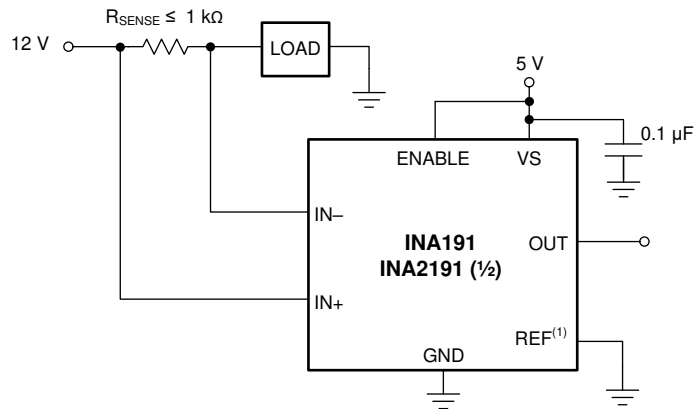 R_SENSE ≤ 1 kΩ
12 V
LOAD
5 V
0.1 µF
ENABLE
VS
IN–
INA191
INA2191 (½)
OUT
IN+
REF(1)
GND